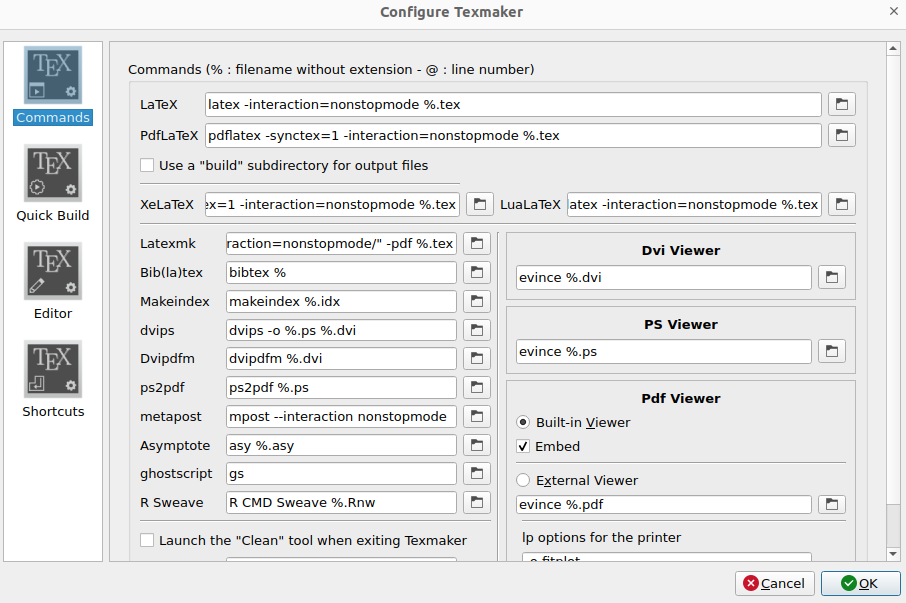 Configure Texmaker
TEX
Commands
TEX
Quick Build
TEX
Editor
TEX
Shortcuts
Commands (% : filename without extension - @ : line number)
LaTeX latex -interaction=nonstopmode %.tex
PdfLaTeX pdflatex -synctex=1 -interaction=nonstopmode %.tex
Use a "build" subdirectory for output files
XeLaTeX ex=1 -interaction=nonstopmode %.tex LuaLaTeX latex -interaction=nonstopmode %.tex
Latexmk raction=nonstopmode/" -pdf %.tex
Bib(la)tex bibtex %
Makeindex makeindex %.idx
dvips dvips -o %.ps %.dvi
Dvipdfm dvipdfm %.dvi
ps2pdf ps2pdf %.ps
metapost mpost --interaction nonstopmode
Asymptote asy %.asy
ghostscript gs
R Sweave R CMD Sweave %.Rnw
Launch the "Clean" tool when exiting Texmaker
Dvi Viewer
evince %.dvi
PS Viewer
evince %.ps
Pdf Viewer
Built-in Viewer
Embed
External Viewer
evince %.pdf
lp options for the printer
-o fitplot
Cancel OK